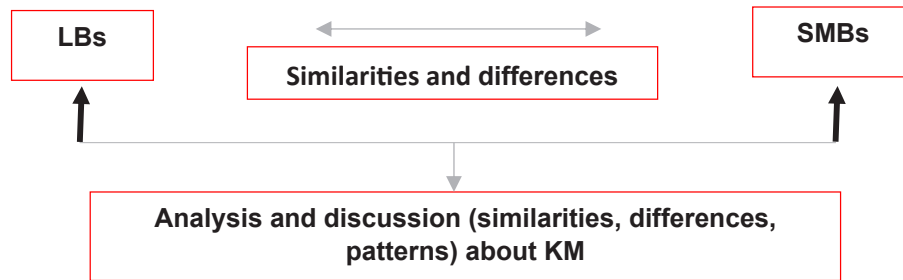 LBs
SMBs
Similarities and differences
Analysis and discussion (similarities, differences,
patterns) about KM